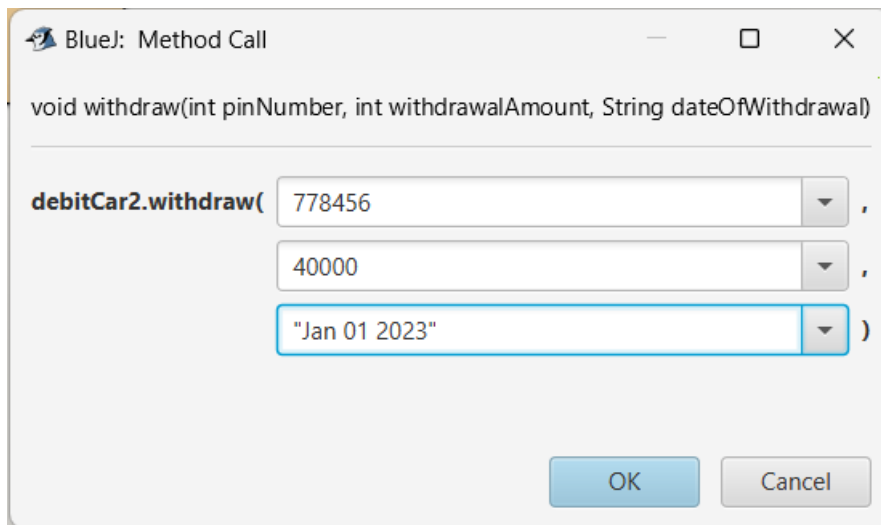 BlueJ: Method Call
void withdraw(int pinNumber, int withdrawalAmount, String dateOfWithdrawal)
debitCar2.withdraw( 778456 ,
40000 ,
"Jan 01 2023" )
OK Cancel